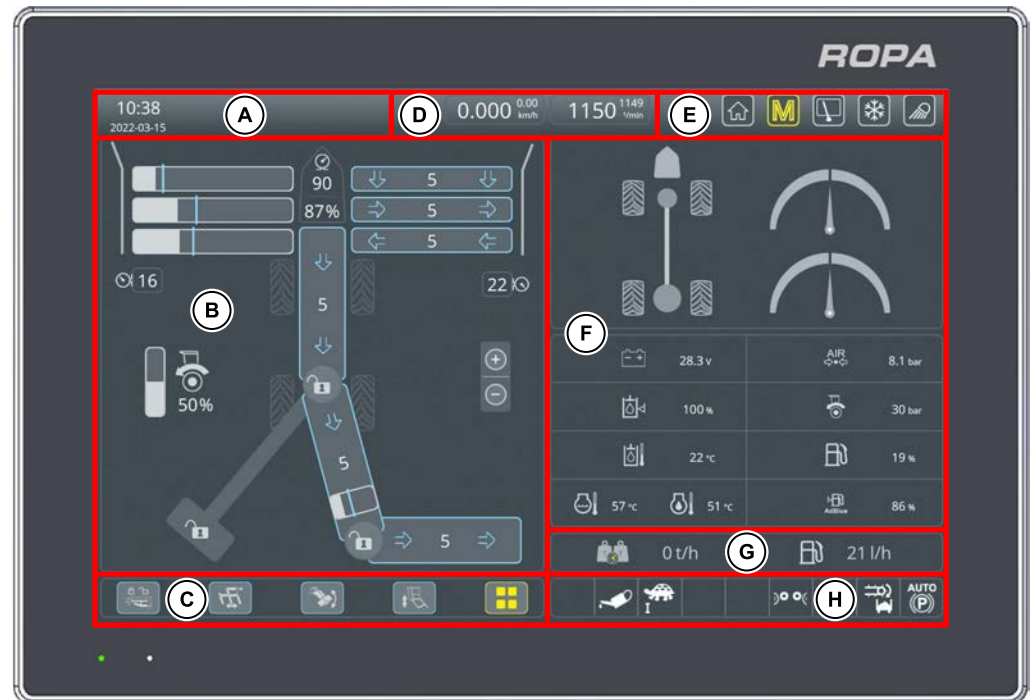 ROPA
10:38
2022-03-15
A
D
0.000 0.00 km/h
1150 1149 1/min
E
M
90
87%
5
5
5
16
B
5
22
50%
5
5
F
28.3 v
AIR
8.1 bar
100 %
30 bar
22 °C
19 %
57 °C
51 °C
AdBlue
86 %
0 t/h
G
21 l/h
C
I
H
AUTO
P